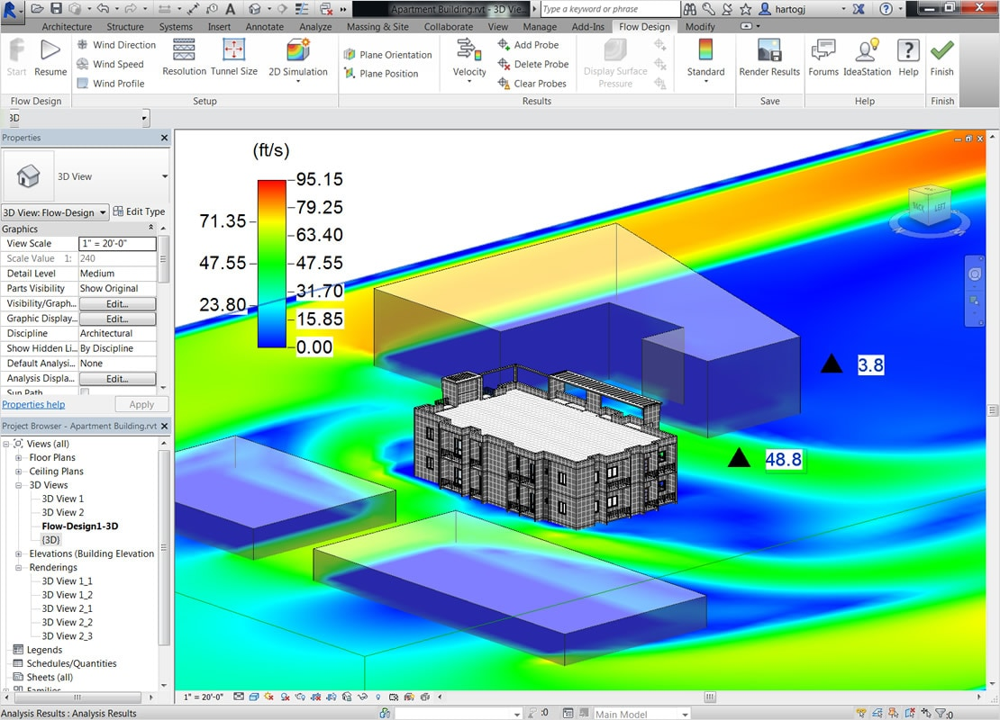 Apartment Building.rvt - 3D Vie...
Type a keyword or phrase
hartogj
Architecture Structure Systems Insert Annotate Analyze Massing & Site Collaborate View Manage Add-Ins Flow Design Modify
Start
Resume
Wind Direction
Wind Speed
Wind Profile
Resolution
Tunnel Size
2D Simulation
Plane Orientation
Plane Position
Velocity
Add Probe
Delete Probe
Clear Probes
Display Surface
Pressure
Standard
Render Results
Forums
IdeaStation
Help
Finish
Flow Design
Setup
Results
Save
Help
Finish
3D
Properties
3D View
3D View: Flow-Design
Edit Type
Graphics
View Scale 1" = 20'-0"
Scale Value 1: 240
Detail Level Medium
Parts Visibility Show Original
Visibility/Graph... Edit...
Graphic Display... Edit...
Discipline Architectural
Show Hidden Li... By Discipline
Default Analysi... None
Analysis Displa... Edit...
Sun Path
Properties help
Apply
Project Browser - Apartment Building.rvt
Views (all)
Floor Plans
Ceiling Plans
3D Views
3D View 1
3D View 2
Flow-Design1-3D
{3D}
Elevations (Building Elevation
Renderings
3D View 1_1
3D View 1_2
3D View 2_1
3D View 2_2
3D View 2_3
Legends
Schedules/Quantities
Sheets (all)
Families
(ft/s)
95.15
79.25
71.35
63.40
47.55
47.55
31.70
23.80
15.85
0.00
BACK
LEFT
3.8
48.8
1" = 20'-0"
Analysis Results : Analysis Results
:0
Main Model
:0